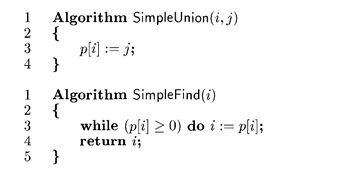 1 Algorithm SimpleUnion(i, j)
2 {
3 p[i] := j;
4 }
1 Algorithm SimpleFind(i)
2 {
3 while (p[i] ≥ 0) do i := p[i];
4 return i;
5 }